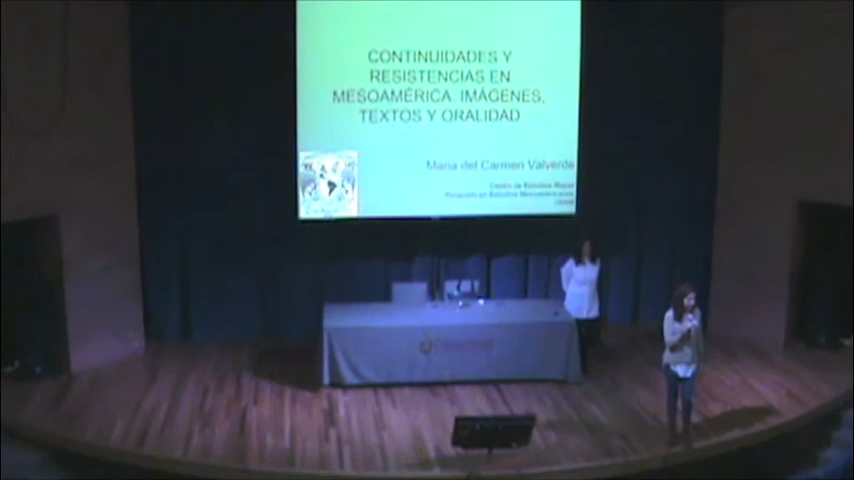 CONTINUIDADES Y
RESISTENCIAS EN
MESOAMÉRICA. IMÁGENES,
TEXTOS Y ORALIDAD
María del Carmen Valverde
Centro de Estudios Mayas
Posgrado en Estudios Mesoamericanos
UNAM